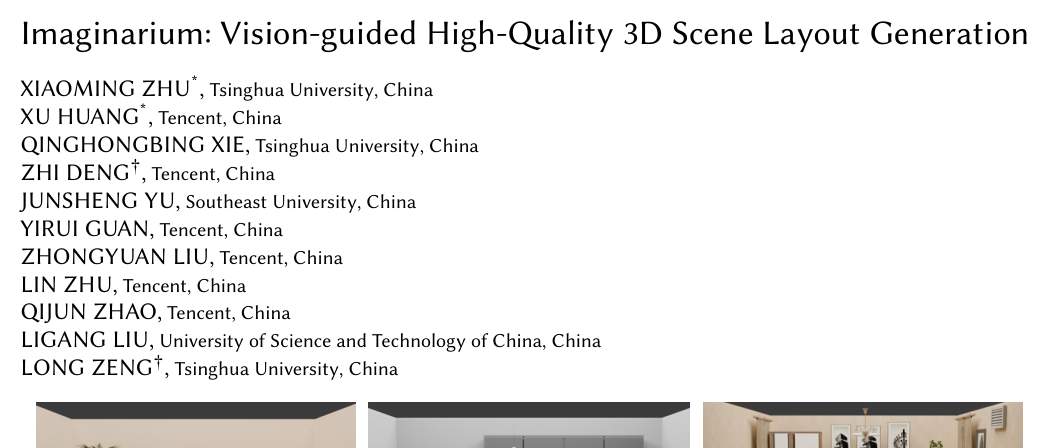 Imaginarium: Vision-guided High-Quality 3D Scene Layout Generation
XIAOMING ZHU*, Tsinghua University, China
XU HUANG*, Tencent, China
QINGHONGBING XIE, Tsinghua University, China
ZHI DENG†, Tencent, China
JUNSHENG YU, Southeast University, China
YIRUI GUAN, Tencent, China
ZHONGYUAN LIU, Tencent, China
LIN ZHU, Tencent, China
QIJUN ZHAO, Tencent, China
LIGANG LIU, University of Science and Technology of China, China
LONG ZENG†, Tsinghua University, China